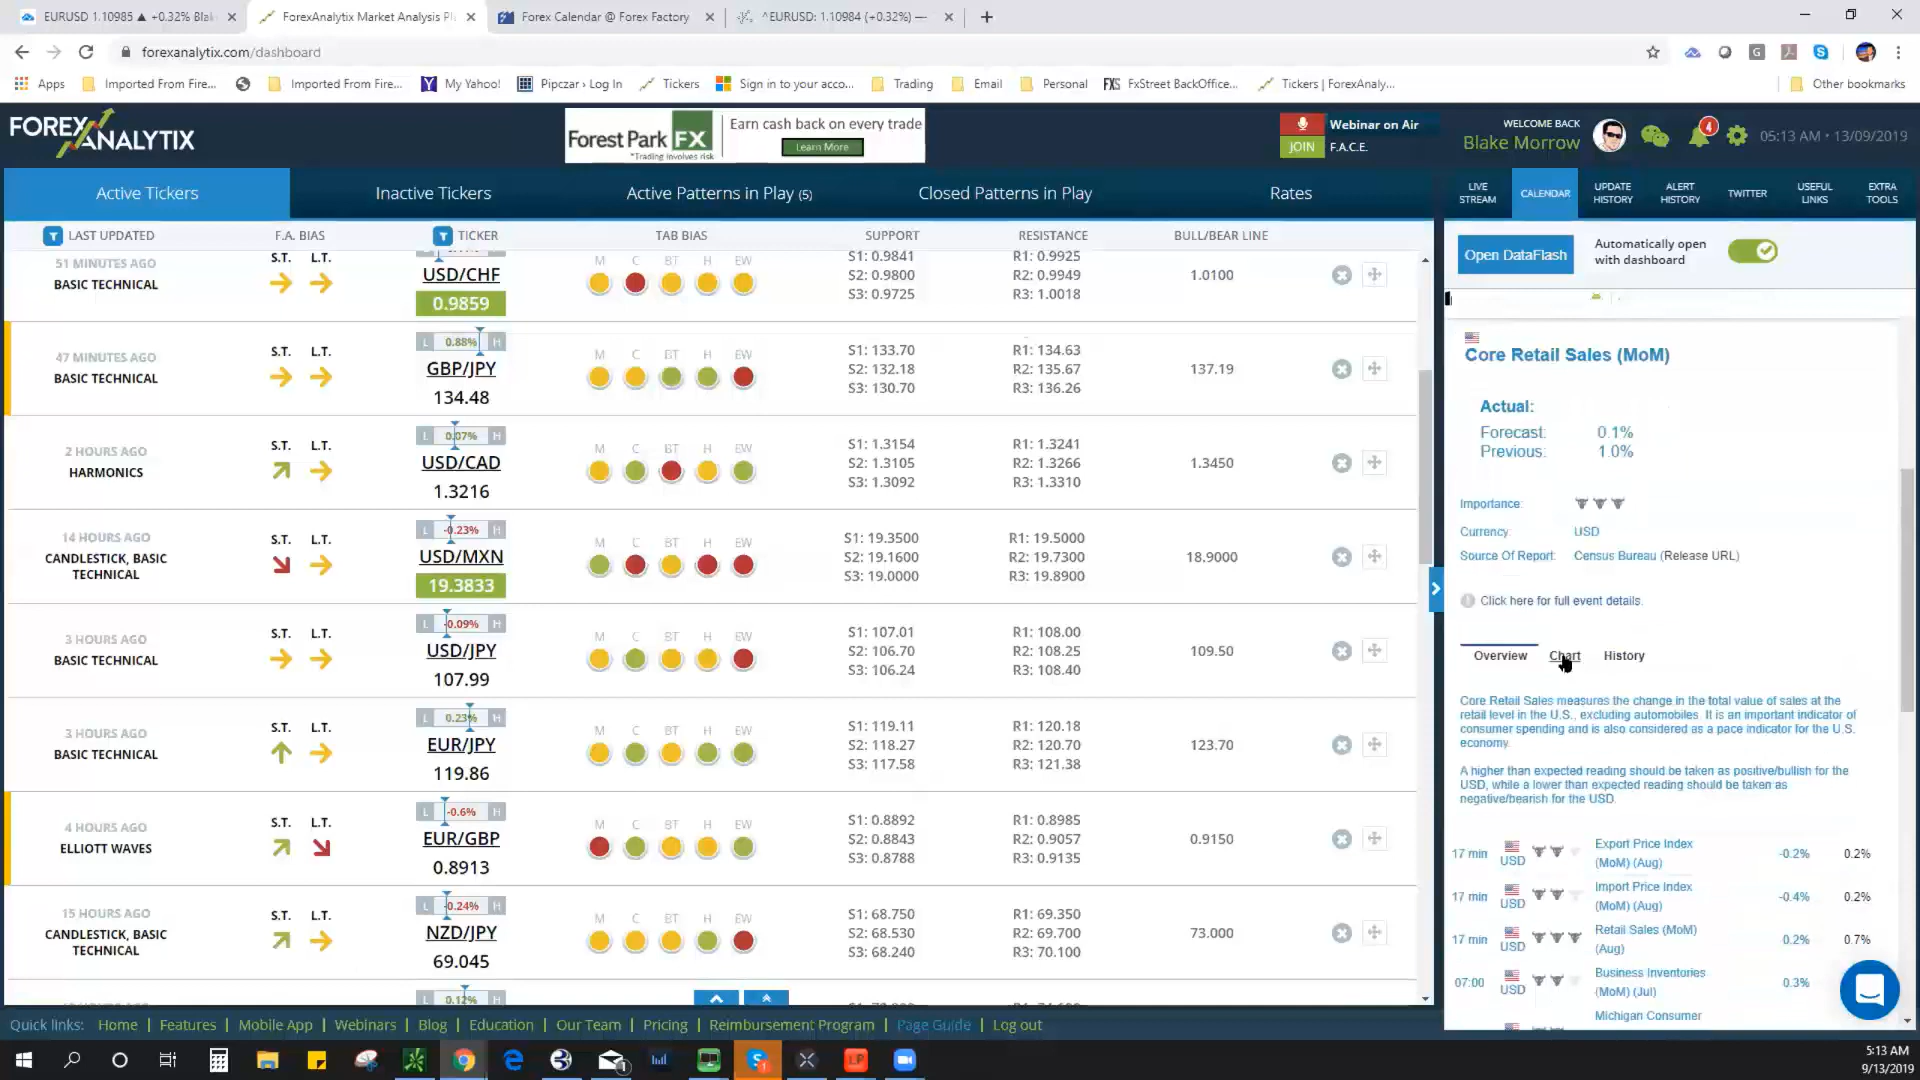 EURUSD 1.10985 ▲ +0.32% Blak
ForexAnalytix Market Analysis Pl
Forex Calendar @ Forex Factory
^EURUSD: 1.10984 (+0.32%) —
forexanalytix.com/dashboard
Apps
Imported From Fire...
Imported From Fire...
My Yahoo!
Pipczar › Log In
Tickers
Sign in to your acco...
Trading
Email
Personal
FXS
FxStreet BackOffice...
Tickers | ForexAnaly...
Other bookmarks
FOREX ANALYTIX
Forest Park FX
*Trading involves risk
Earn cash back on every trade
Learn More
Webinar on Air
JOIN
F.A.C.E.
WELCOME BACK
Blake Morrow
4
05:13 AM • 13/09/2019
Active Tickers
Inactive Tickers
Active Patterns in Play (5)
Closed Patterns in Play
Rates
LIVE STREAM
CALENDAR
UPDATE HISTORY
ALERT HISTORY
TWITTER
USEFUL LINKS
EXTRA TOOLS
LAST UPDATED
F.A. BIAS
TICKER
TAB BIAS
SUPPORT
RESISTANCE
BULL/BEAR LINE
51 MINUTES AGO
BASIC TECHNICAL
S.T. L.T.
USD/CHF
0.9859
M C BT H EW
S1: 0.9841
S2: 0.9800
S3: 0.9725
R1: 0.9925
R2: 0.9949
R3: 1.0018
1.0100
47 MINUTES AGO
BASIC TECHNICAL
S.T. L.T.
L 0.88% H
GBP/JPY
134.48
M C BT H EW
S1: 133.70
S2: 132.18
S3: 130.70
R1: 134.63
R2: 135.67
R3: 136.26
137.19
2 HOURS AGO
HARMONICS
S.T. L.T.
L 0.07% H
USD/CAD
1.3216
M C BT H EW
S1: 1.3154
S2: 1.3105
S3: 1.3092
R1: 1.3241
R2: 1.3266
R3: 1.3310
1.3450
14 HOURS AGO
CANDLESTICK, BASIC
TECHNICAL
S.T. L.T.
L -0.23% H
USD/MXN
19.3833
M C BT H EW
S1: 19.3500
S2: 19.1600
S3: 19.0000
R1: 19.5000
R2: 19.7300
R3: 19.8900
18.9000
3 HOURS AGO
BASIC TECHNICAL
S.T. L.T.
L -0.09% H
USD/JPY
107.99
M C BT H EW
S1: 107.01
S2: 106.70
S3: 106.24
R1: 108.00
R2: 108.25
R3: 108.40
109.50
3 HOURS AGO
BASIC TECHNICAL
S.T. L.T.
L 0.23% H
EUR/JPY
119.86
M C BT H EW
S1: 119.11
S2: 118.27
S3: 117.58
R1: 120.18
R2: 120.70
R3: 121.38
123.70
4 HOURS AGO
ELLIOTT WAVES
S.T. L.T.
L -0.6% H
EUR/GBP
0.8913
M C BT H EW
S1: 0.8892
S2: 0.8843
S3: 0.8788
R1: 0.8985
R2: 0.9057
R3: 0.9135
0.9150
15 HOURS AGO
CANDLESTICK, BASIC
TECHNICAL
S.T. L.T.
L -0.24% H
NZD/JPY
69.045
M C BT H EW
S1: 68.750
S2: 68.530
S3: 68.240
R1: 69.350
R2: 69.700
R3: 70.100
73.000
L 0.12% H
Open DataFlash
Automatically open
with dashboard
Core Retail Sales (MoM)
Actual:
Forecast: 0.1%
Previous: 1.0%
Importance:
Currency: USD
Source Of Report: Census Bureau (Release URL)
Click here for full event details.
Overview
Chart
History
Core Retail Sales measures the change in the total value of sales at the
retail level in the U.S., excluding automobiles. It is an important indicator of
consumer spending and is also considered as a pace indicator for the U.S.
economy.
A higher than expected reading should be taken as positive/bullish for the
USD, while a lower than expected reading should be taken as
negative/bearish for the USD.
17 min USD Export Price Index (MoM) (Aug) -0.2% 0.2%
17 min USD Import Price Index (MoM) (Aug) -0.4% 0.2%
17 min USD Retail Sales (MoM) (Aug) 0.2% 0.7%
07:00 USD Business Inventories (MoM) (Jul) 0.3%
Michigan Consumer
Quick links: Home | Features | Mobile App | Webinars | Blog | Education | Our Team | Pricing | Reimbursement Program | Page Guide | Log out
1
LP
5:13 AM
9/13/2019